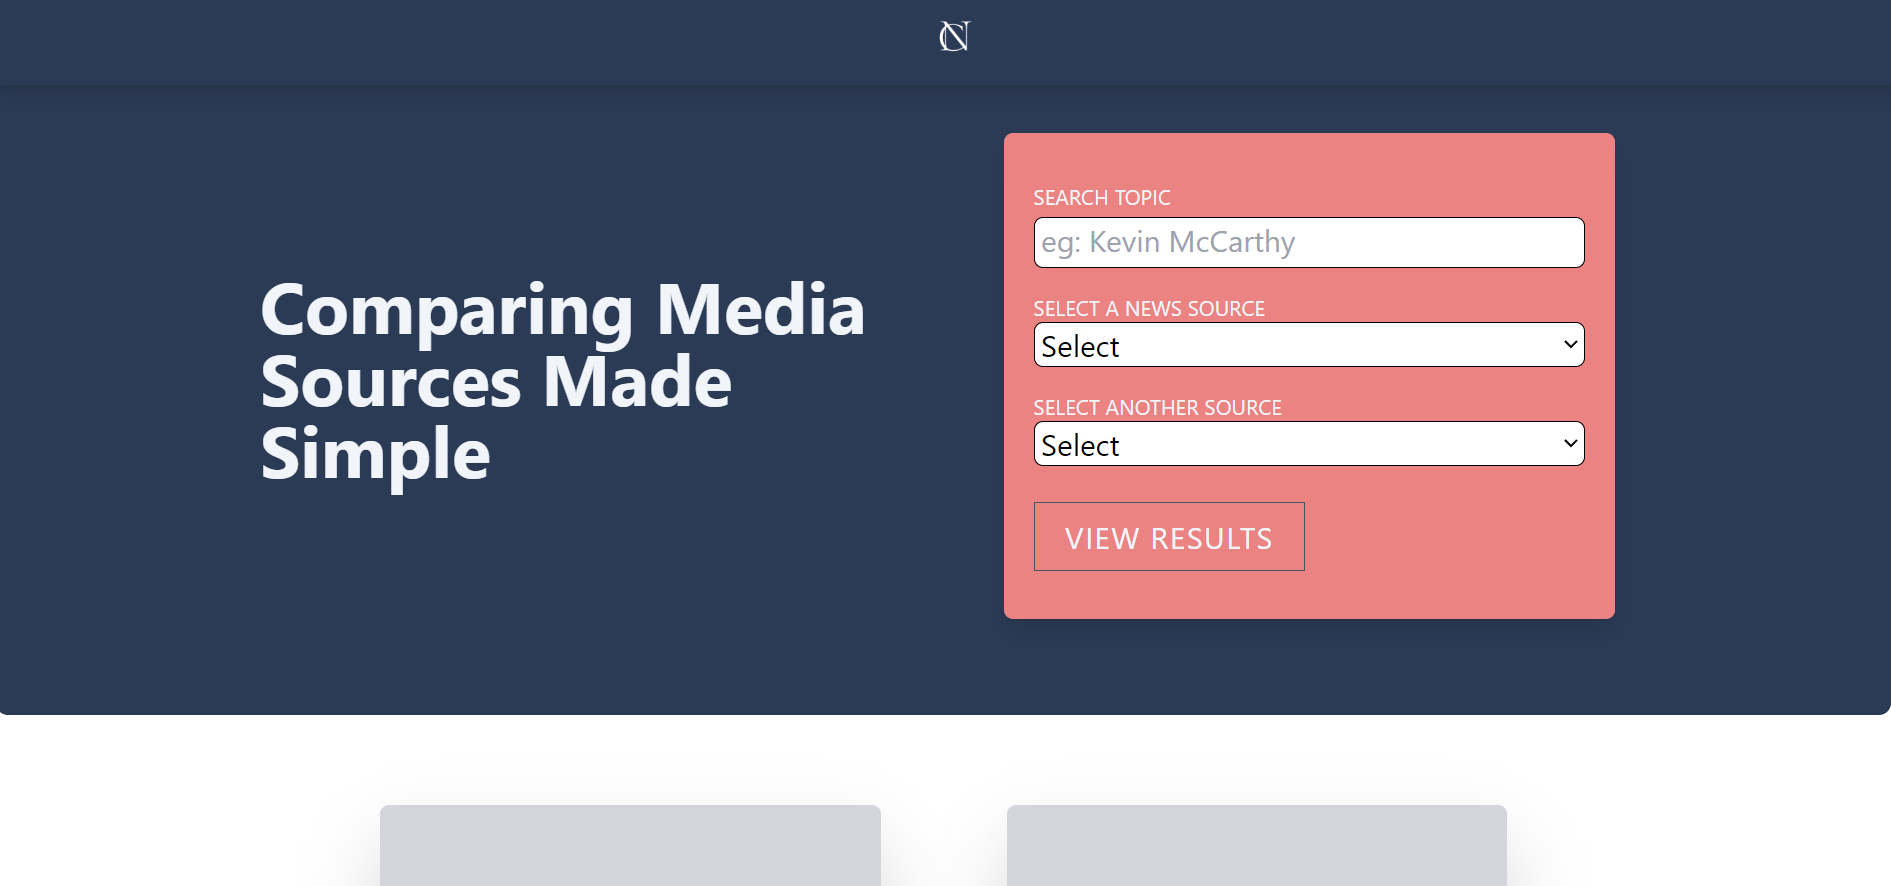 CN
Comparing Media
Sources Made
Simple
SEARCH TOPIC
eg: Kevin McCarthy
SELECT A NEWS SOURCE
Select
SELECT ANOTHER SOURCE
Select
VIEW RESULTS